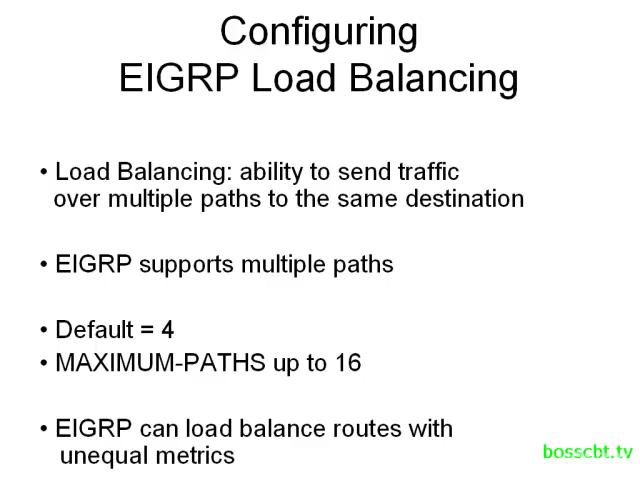 Configuring
EIGRP Load Balancing
• Load Balancing: ability to send traffic
over multiple paths to the same destination
• EIGRP supports multiple paths
• Default = 4
• MAXIMUM-PATHS up to 16
• EIGRP can load balance routes with
unequal metrics
bosscbt.tv